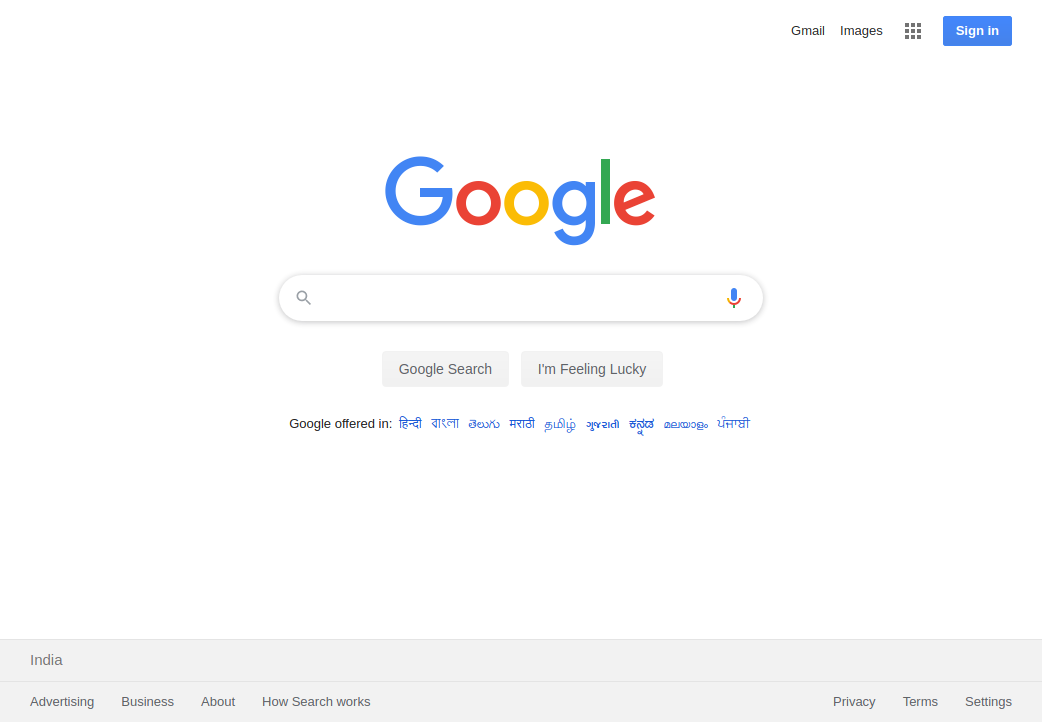 Gmail Images Sign in
Google
Google Search I'm Feeling Lucky
Google offered in: हिन्दी বাংলা తెలుగు मराठी தமிழ் ગુજરાતી ಕನ್ನಡ മലയാളം ਪੰਜਾਬੀ
India
Advertising Business About How Search works Privacy Terms Settings